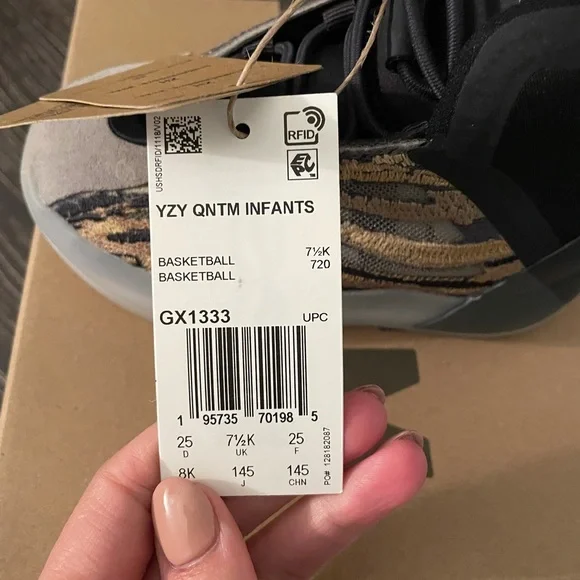 USHSDRFID/1118/V02
RFID
EPC
YZY QNTM INFANTS
BASKETBALL 7½K
BASKETBALL 720
GX1333 UPC
1 95735 70198 5
25 7½K 25
D UK F
8K 145 145
J CHN
PO# 128182087